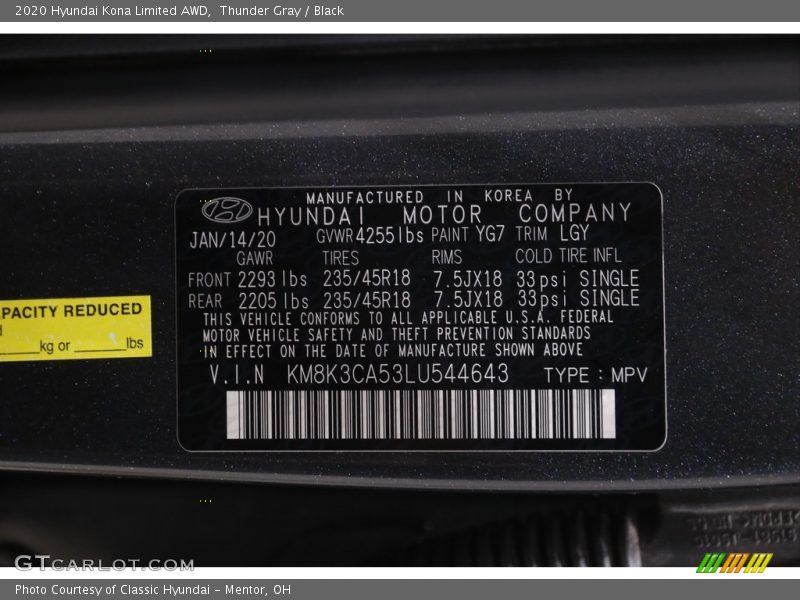 2020 Hyundai Kona Limited AWD, Thunder Gray / Black
MANUFACTURED IN KOREA BY
HYUNDAI MOTOR COMPANY
JAN/14/20 GVWR 4255lbs PAINT YG7 TRIM LGY
GAWR TIRES RIMS COLD TIRE INFL
FRONT 2293 lbs 235/45R18 7.5JX18 33psi SINGLE
REAR 2205 lbs 235/45R18 7.5JX18 33psi SINGLE
THIS VEHICLE CONFORMS TO ALL APPLICABLE U.S.A. FEDERAL
MOTOR VEHICLE SAFETY AND THEFT PREVENTION STANDARDS
IN EFFECT ON THE DATE OF MANUFACTURE SHOWN ABOVE
V.I.N KM8K3CA53LU544643 TYPE : MPV
PACITY REDUCED
kg or lbs
GTCARLOT.COM
Photo Courtesy of Classic Hyundai - Mentor, OH